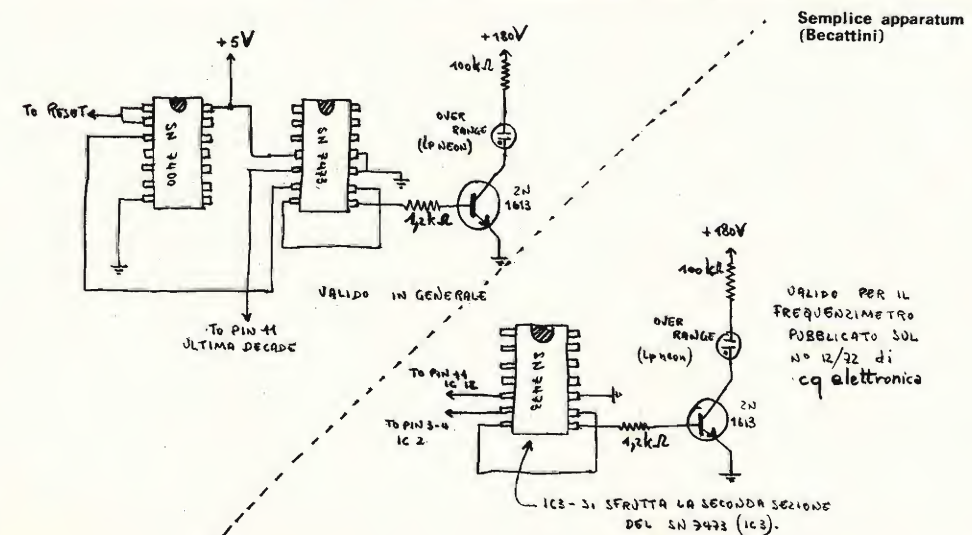 Semplice apparatum
(Becattini)
+5V
+180V
100kΩ
TO RESET
SN 7400
SN 7473
OVER
RANGE
(Lp NEON)
2N
1613
1,2kΩ
VALIDO IN GENERALE
TO PIN 11
ULTIMA DECADE
+180V
100kΩ
OVER
RANGE
(Lp neon)
VALIDO PER IL
FREQUENZIMETRO
PUBBLICATO SUL
N° 12/72 di
cq elettronica
SN 7473
TO PIN 11
IC 12
TO PIN 3-4
IC 2
2N
1613
1,2kΩ
IC3 - SI SFRUTTA LA SECONDA SEZIONE
DEL SN 7473 (IC3).